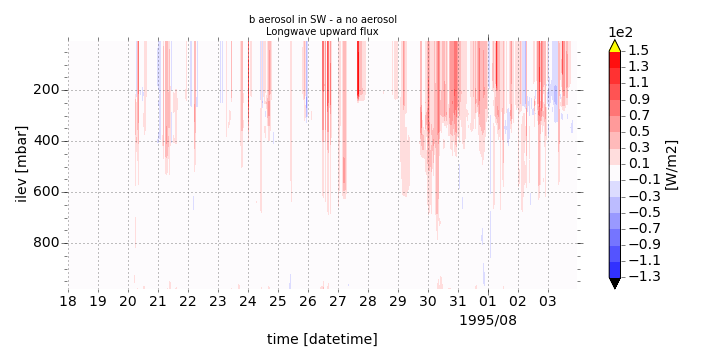 b aerosol in SW - a no aerosol
Longwave upward flux
1e2
1.5
1.3
1.1
0.9
0.7
0.5
0.3
0.1
−0.1
−0.3
−0.5
−0.7
−0.9
−1.1
−1.3
[W/m2]
ilev [mbar]
200
400
600
800
18 19 20 21 22 23 24 25 26 27 28 29 30 31 01 02 03
1995/08
time [datetime]